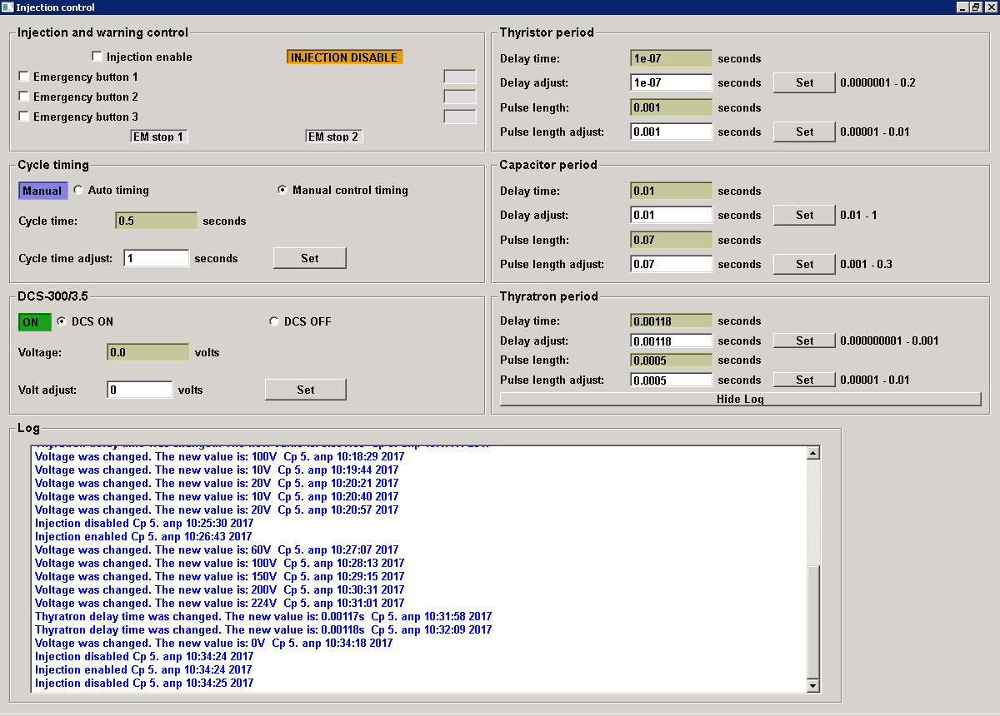 Injection control
Injection and warning control
Injection enable
INJECTION DISABLE
Emergency button 1
Emergency button 2
Emergency button 3
EM stop 1
EM stop 2
Cycle timing
Manual
Auto timing
Manual control timing
Cycle time:
0.5
seconds
Cycle time adjust:
1
seconds
Set
DCS-300/3.5
ON
DCS ON
DCS OFF
Voltage:
0.0
volts
Volt adjust:
0
volts
Set
Thyristor period
Delay time:
1e-07
seconds
Delay adjust:
1e-07
seconds
Set
0.0000001 - 0.2
Pulse length:
0.001
seconds
Pulse length adjust:
0.001
seconds
Set
0.00001 - 0.01
Capacitor period
Delay time:
0.01
seconds
Delay adjust:
0.01
seconds
Set
0.01 - 1
Pulse length:
0.07
seconds
Pulse length adjust:
0.07
seconds
Set
0.001 - 0.3
Thyratron period
Delay time:
0.00118
seconds
Delay adjust:
0.00118
seconds
Set
0.000000001 - 0.001
Pulse length:
0.0005
seconds
Pulse length adjust:
0.0005
seconds
Set
0.00001 - 0.01
Hide Log
Log
Thyratron delay time was changed. The new value is:
Voltage was changed. The new value is: 100V Ср 5. апр 10:18:29 2017
Voltage was changed. The new value is: 10V Ср 5. апр 10:19:44 2017
Voltage was changed. The new value is: 20V Ср 5. апр 10:20:21 2017
Voltage was changed. The new value is: 10V Ср 5. апр 10:20:40 2017
Voltage was changed. The new value is: 20V Ср 5. апр 10:20:57 2017
Injection disabled Ср 5. апр 10:25:30 2017
Injection enabled Ср 5. апр 10:26:43 2017
Voltage was changed. The new value is: 60V Ср 5. апр 10:27:07 2017
Voltage was changed. The new value is: 100V Ср 5. апр 10:28:13 2017
Voltage was changed. The new value is: 150V Ср 5. апр 10:29:15 2017
Voltage was changed. The new value is: 200V Ср 5. апр 10:30:31 2017
Voltage was changed. The new value is: 224V Ср 5. апр 10:31:01 2017
Thyratron delay time was changed. The new value is: 0.00117s Ср 5. апр 10:31:58 2017
Thyratron delay time was changed. The new value is: 0.00118s Ср 5. апр 10:32:09 2017
Voltage was changed. The new value is: 0V Ср 5. апр 10:34:18 2017
Injection disabled Ср 5. апр 10:34:24 2017
Injection enabled Ср 5. апр 10:34:24 2017
Injection disabled Ср 5. апр 10:34:25 2017